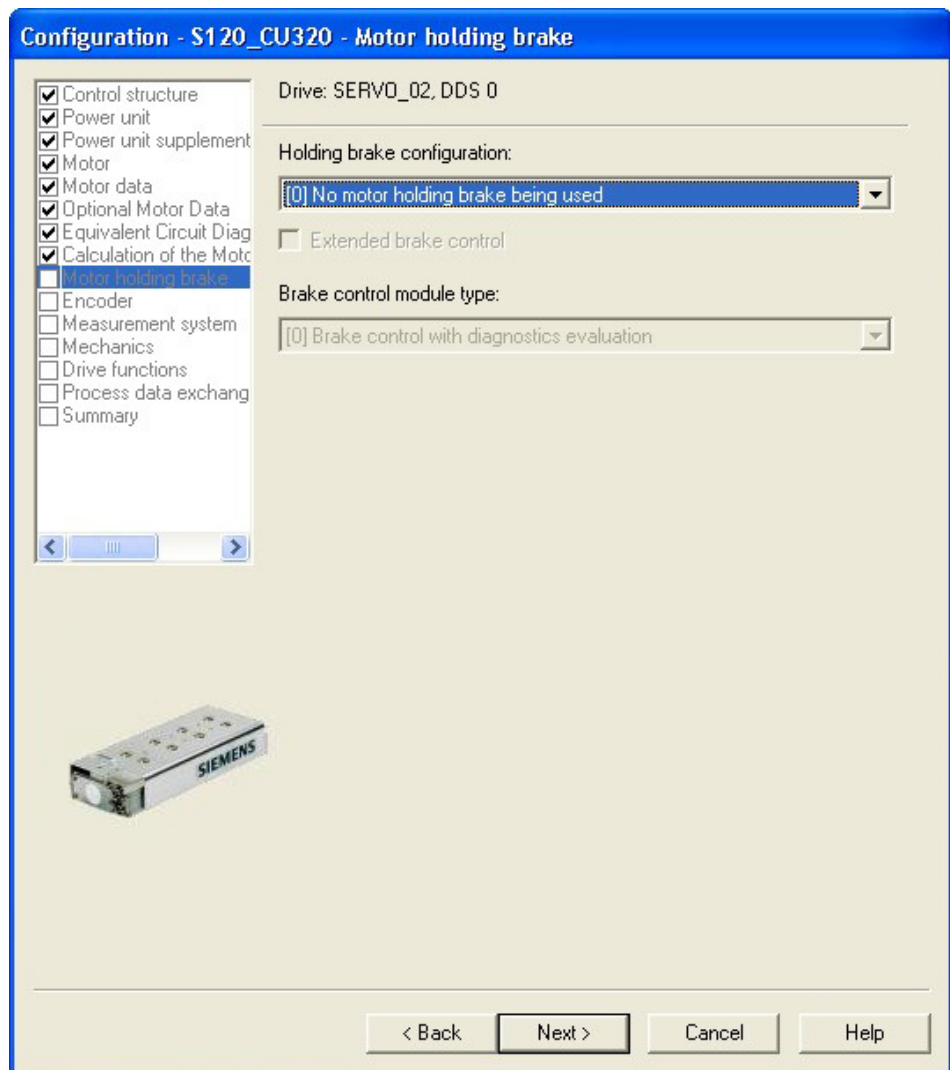 Configuration - S120_CU320 - Motor holding brake
Control structure
Power unit
Power unit supplement
Motor
Motor data
Optional Motor Data
Equivalent Circuit Diag
Calculation of the Moto
Motor holding brake
Encoder
Measurement system
Mechanics
Drive functions
Process data exchang
Summary
Drive: SERVO_02, DDS 0
Holding brake configuration:
[0] No motor holding brake being used
Extended brake control
Brake control module type:
[0] Brake control with diagnostics evaluation
SIEMENS
< Back
Next >
Cancel
Help